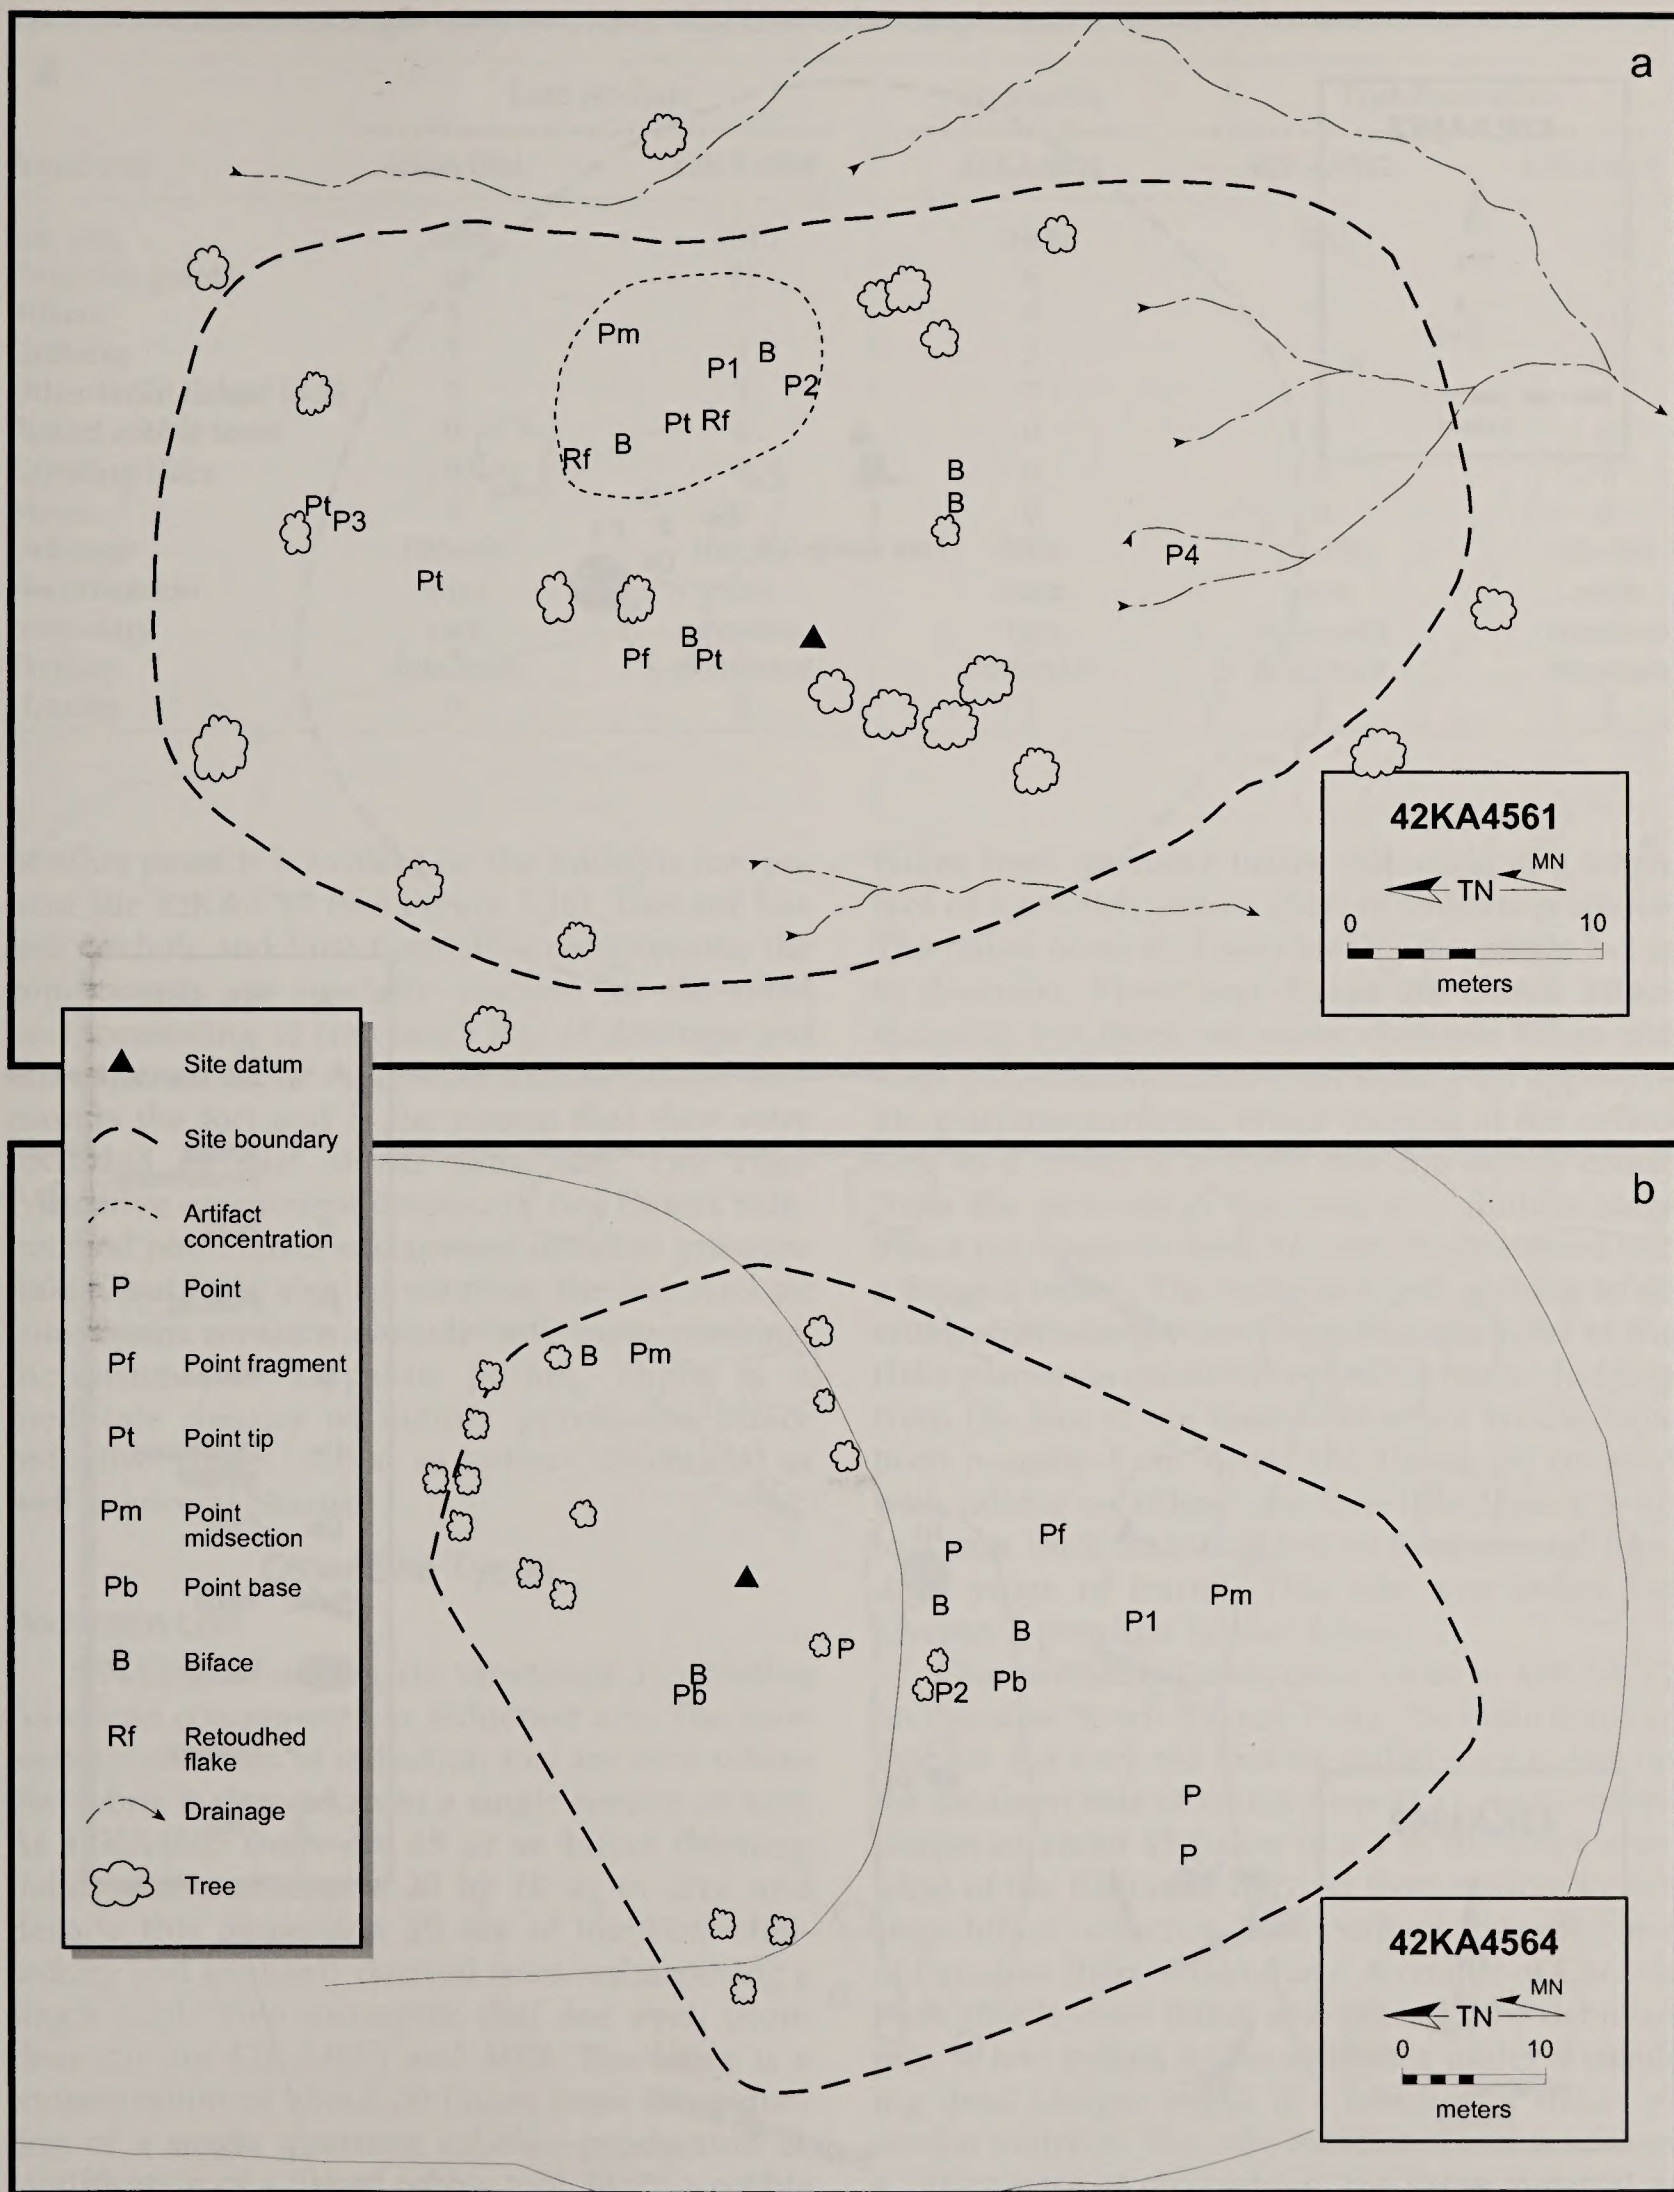 a
Pm
P1
B
P2
Pt Rf
B
Rf
B
B
Pt
P3
P4
Pt
B
Pf
Pt
42KA4561
MN
TN
0 10
meters
Site datum
Site boundary
Artifact
concentration
P Point
Pf Point fragment
Pt Point tip
Pm Point
midsection
Pb Point base
B Biface
Rf Retoudhed
flake
Drainage
Tree
b
B Pm
P
Pf
B
Pm
B
P1
P
B
Pb
P2
Pb
P
P
42KA4564
MN
TN
0 10
meters